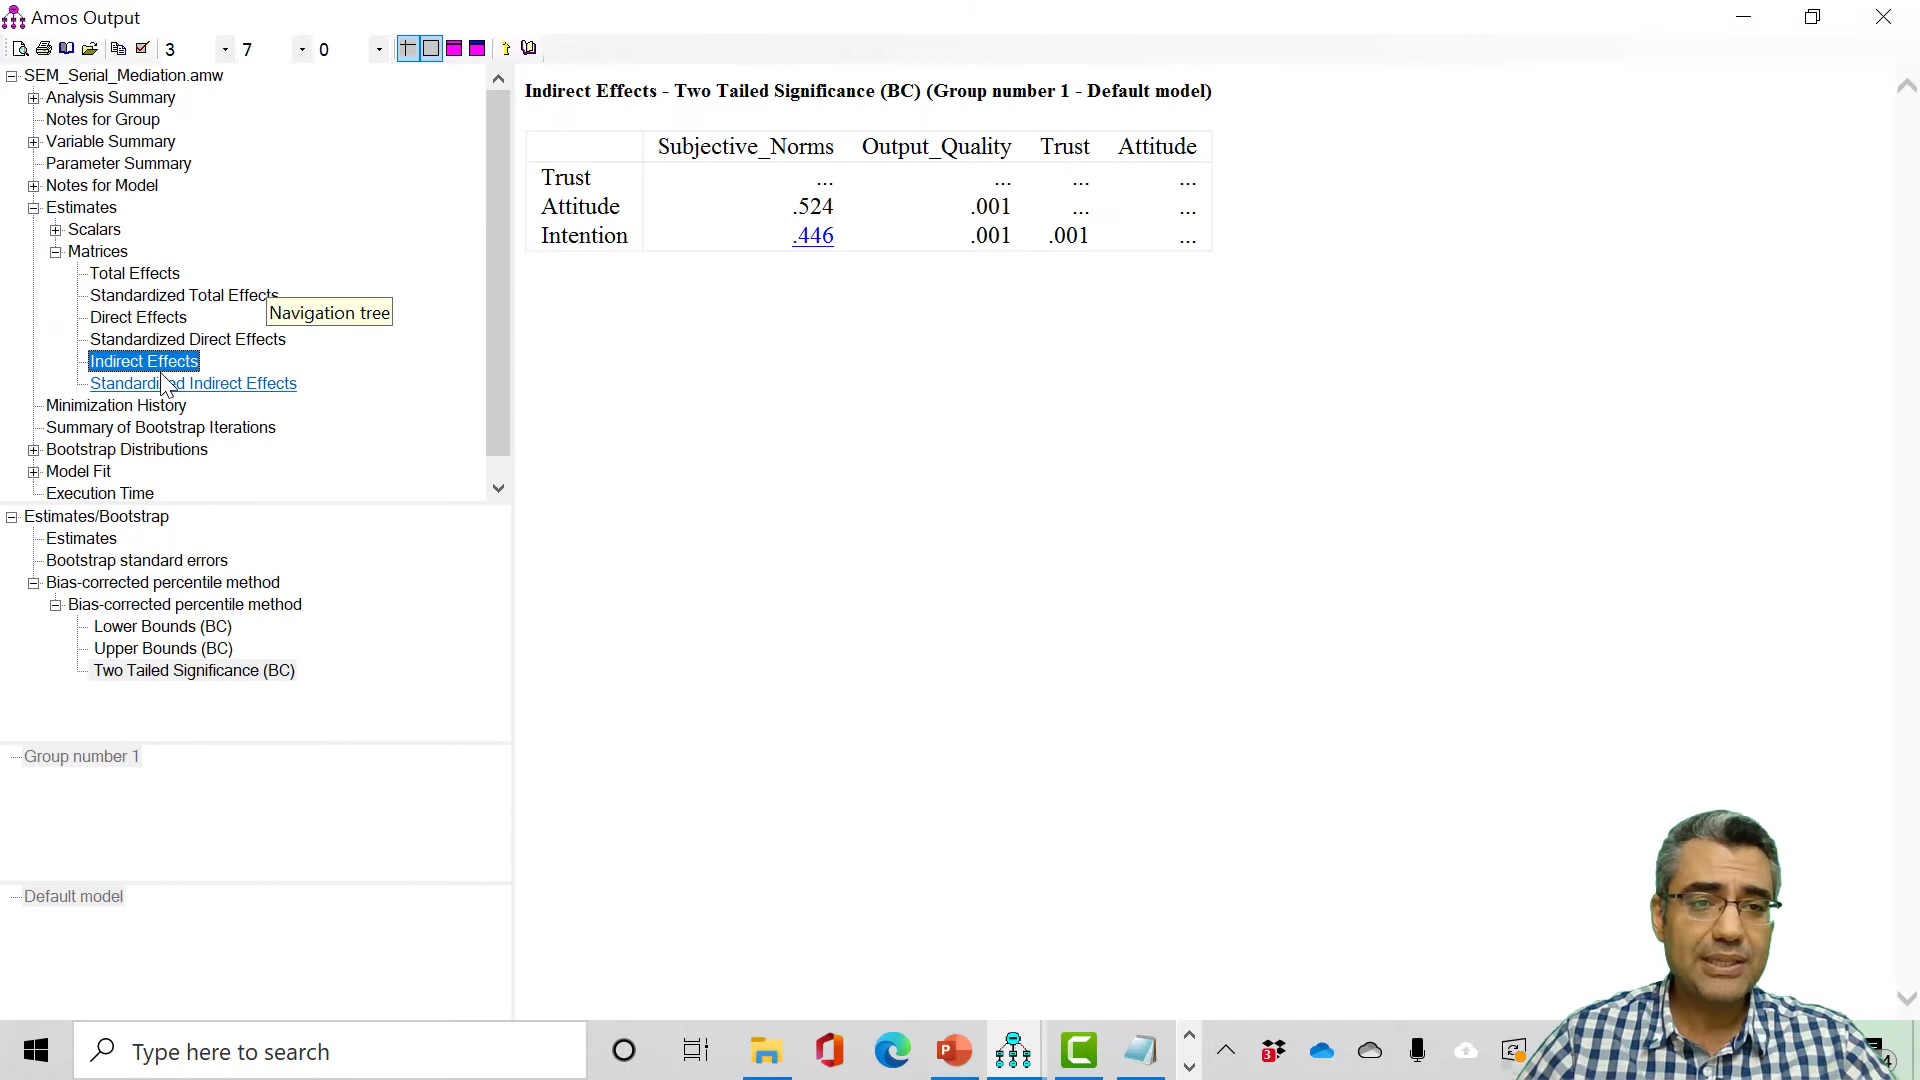 Amos Output
3 7 0
SEM_Serial_Mediation.amw
Analysis Summary
Notes for Group
Variable Summary
Parameter Summary
Notes for Model
Estimates
Scalars
Matrices
Total Effects
Standardized Total Effects
Navigation tree
Direct Effects
Standardized Direct Effects
Indirect Effects
Standardized Indirect Effects
Minimization History
Summary of Bootstrap Iterations
Bootstrap Distributions
Model Fit
Execution Time
Estimates/Bootstrap
Estimates
Bootstrap standard errors
Bias-corrected percentile method
Bias-corrected percentile method
Lower Bounds (BC)
Upper Bounds (BC)
Two Tailed Significance (BC)
Group number 1
Default model
Indirect Effects - Two Tailed Significance (BC) (Group number 1 - Default model)
Subjective_Norms Output_Quality Trust Attitude
Trust ... ... ... ...
Attitude .524 .001 ... ...
Intention .446 .001 .001 ...
Type here to search
3
4